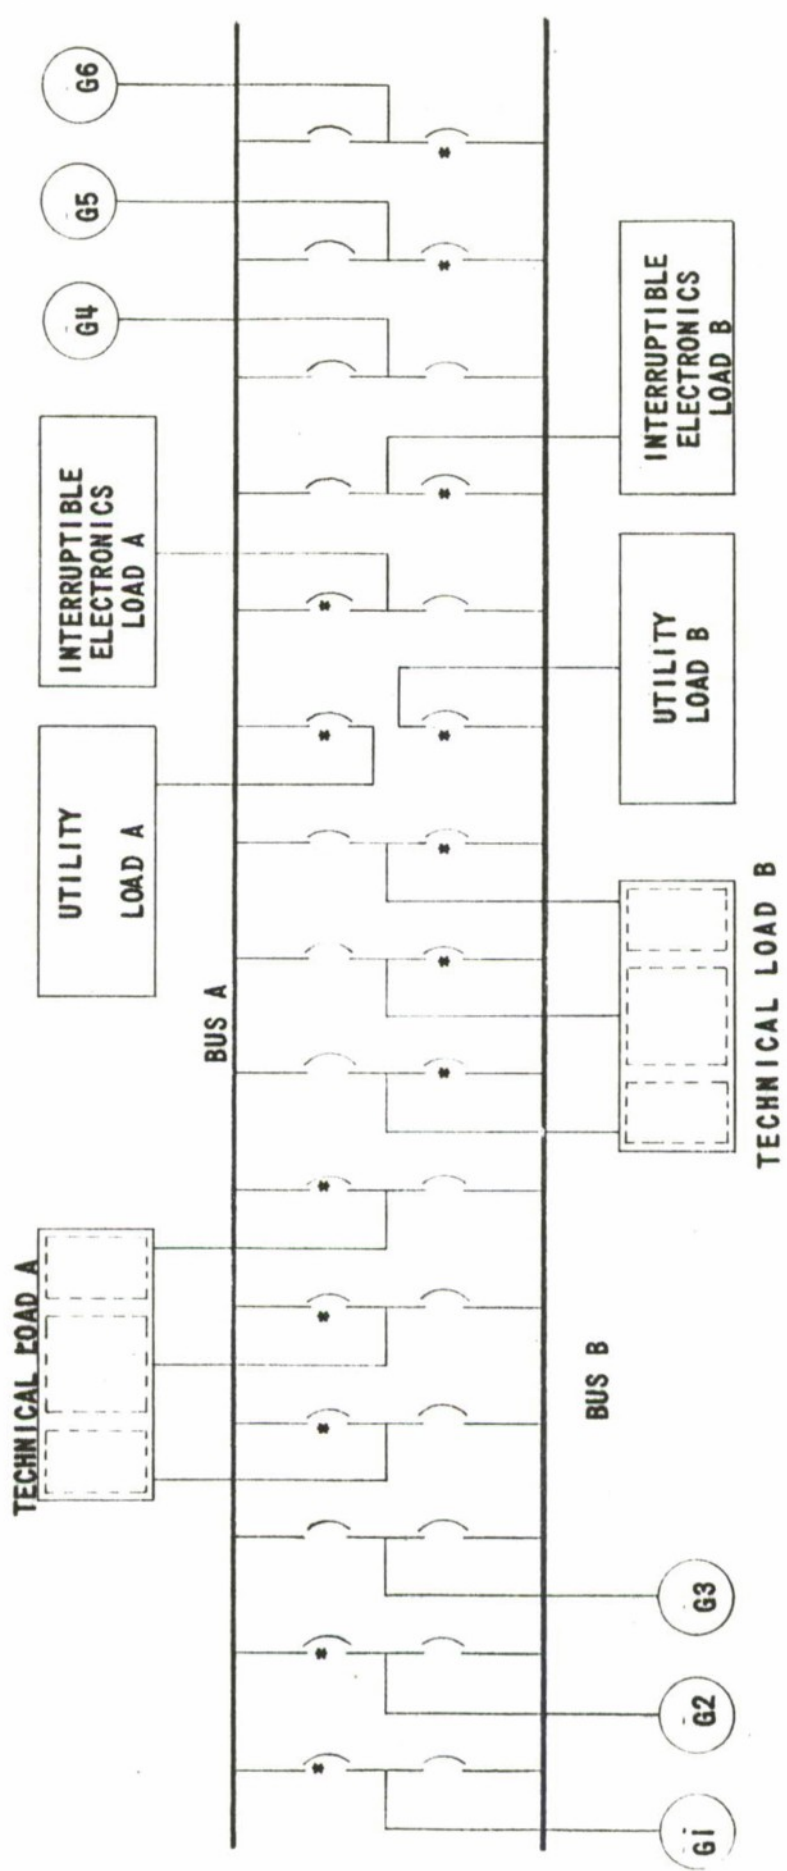 TECHNICAL LOAD A
UTILITY
LOAD A
INTERRUPTIBLE
ELECTRONICS
LOAD A
G4
G5
G6
BUS A
*
*
*
*
*
*
*
*
*
*
*
*
*
*
BUS B
G1
G2
G3
TECHNICAL LOAD B
UTILITY
LOAD B
INTERRUPTIBLE
ELECTRONICS
LOAD B